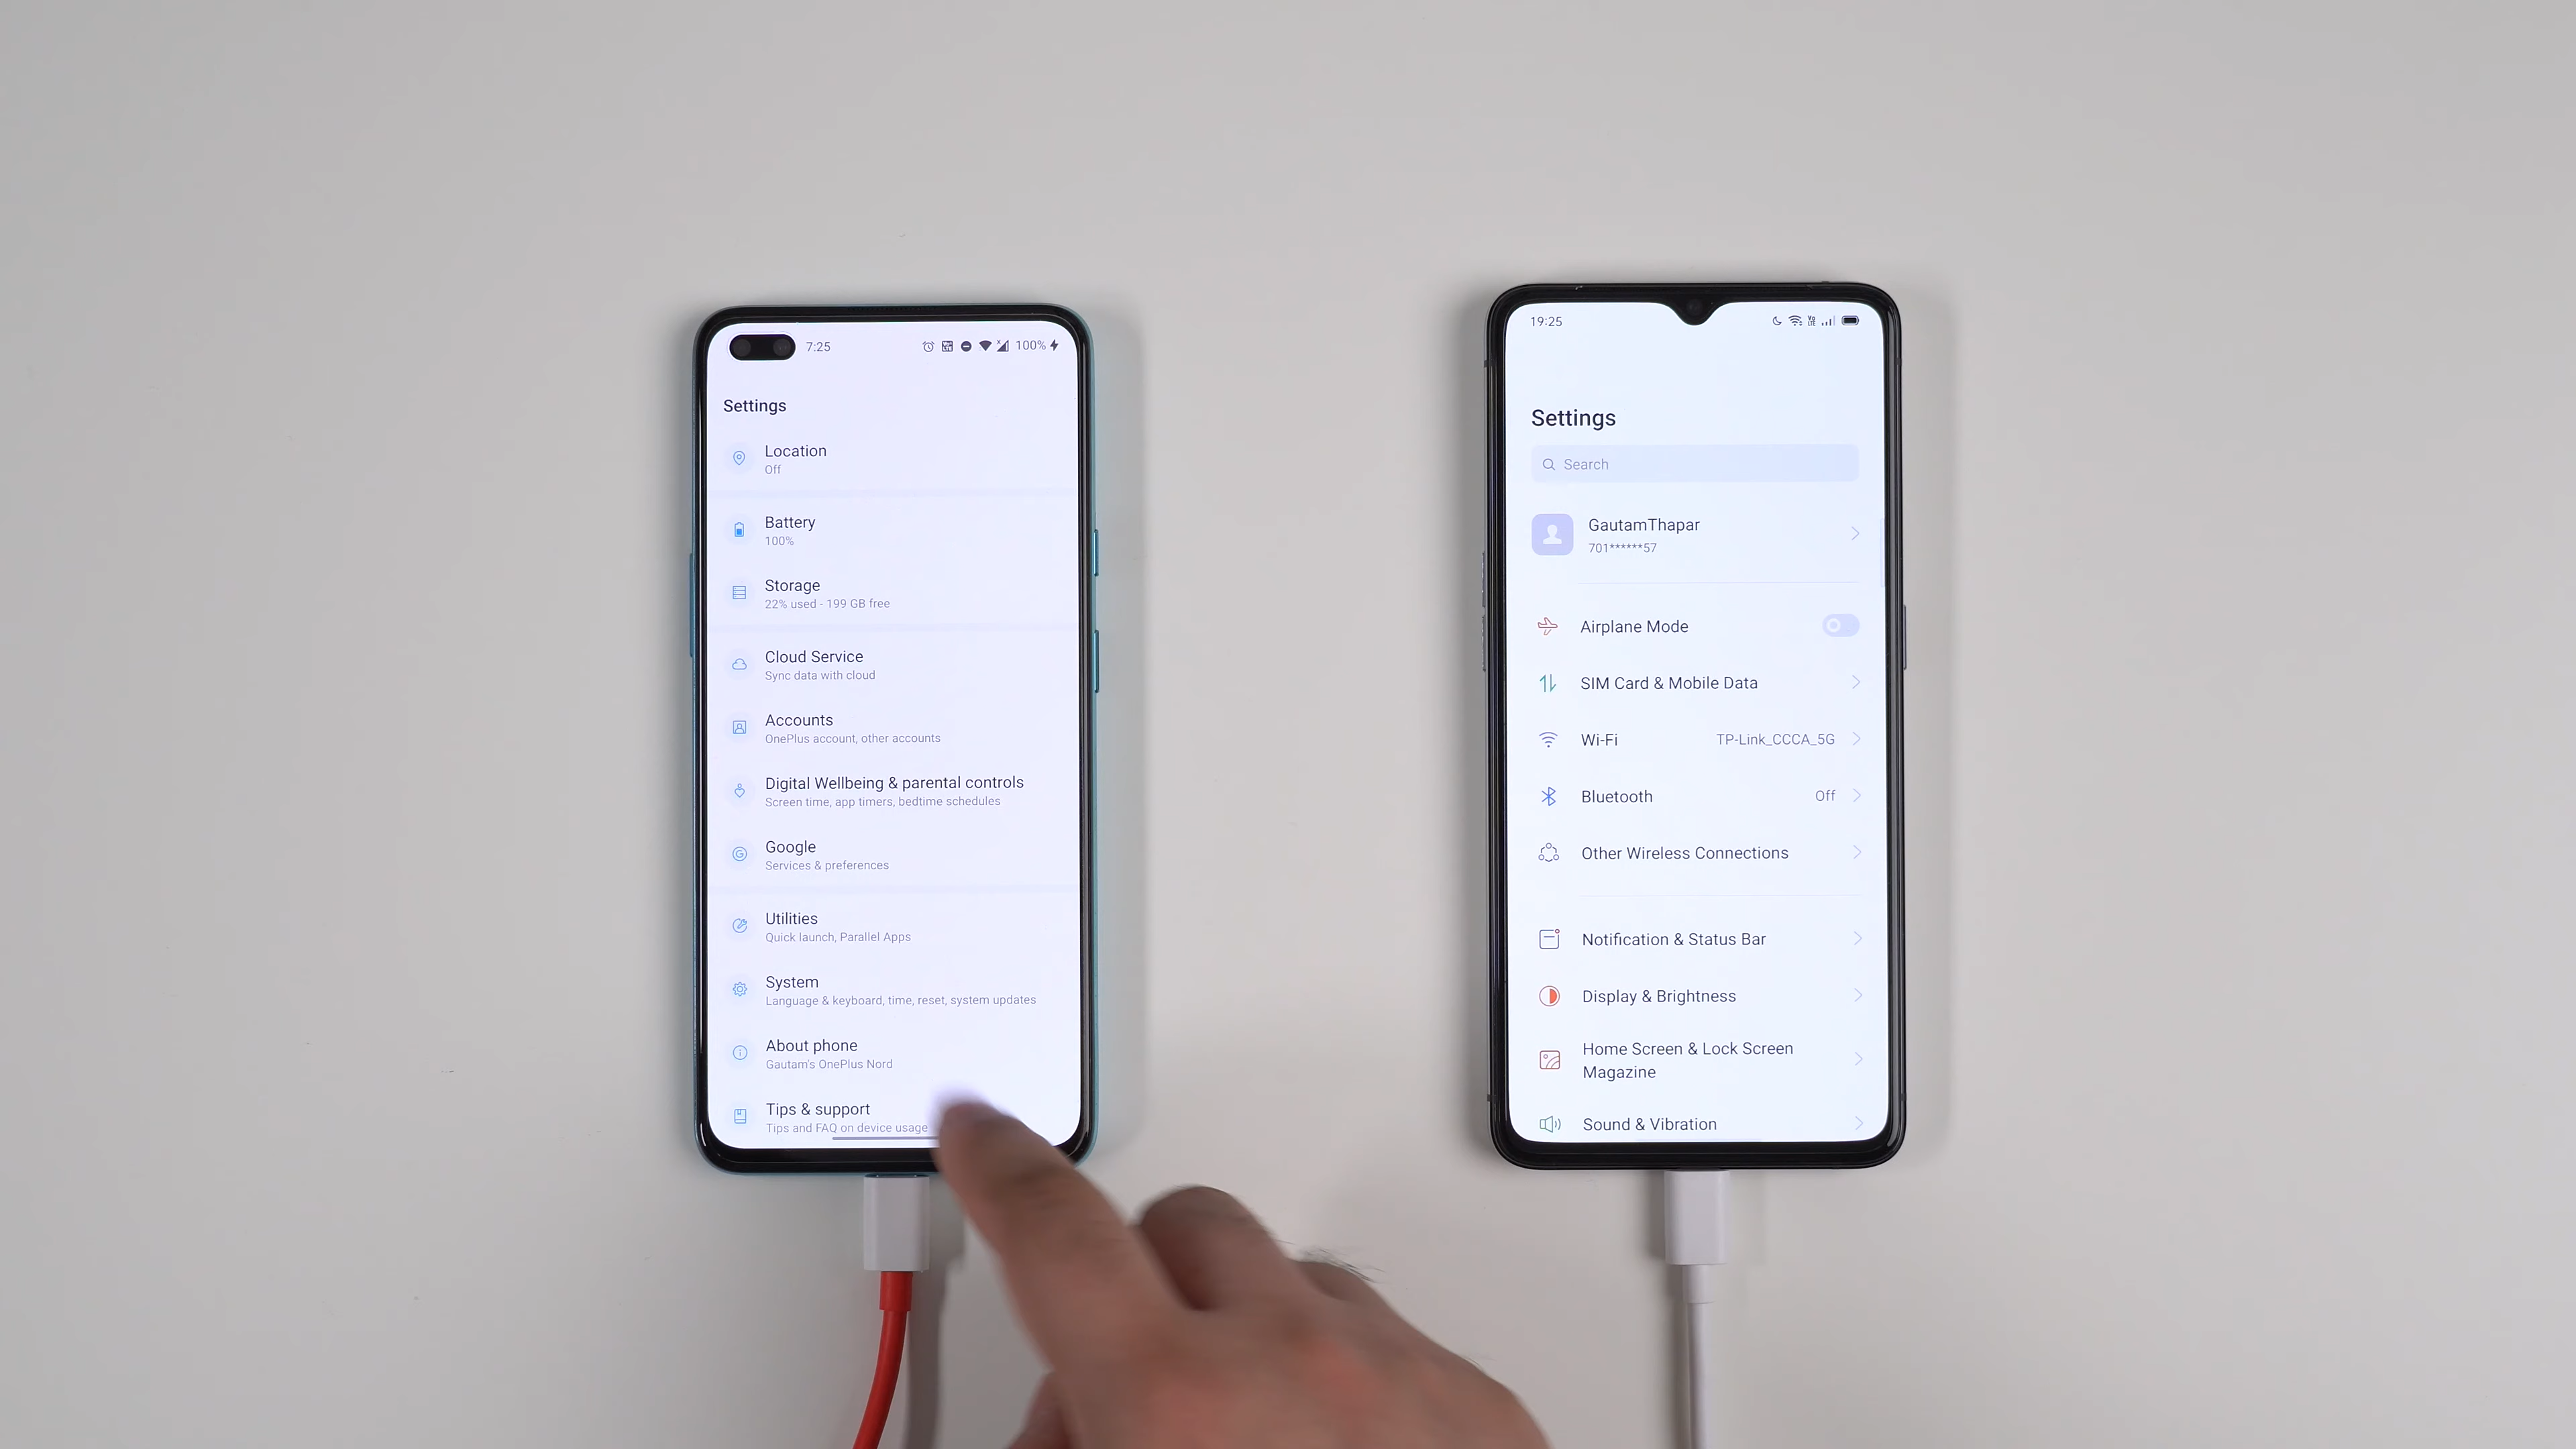 7:25
100%
Settings
Location
Off
Battery
100%
Storage
22% used - 199 GB free
Cloud Service
Sync data with cloud
Accounts
OnePlus account, other accounts
Digital Wellbeing & parental controls
Screen time, app timers, bedtime schedules
Google
Services & preferences
Utilities
Quick launch, Parallel Apps
System
Language & keyboard, time, reset, system updates
About phone
Gautam's OnePlus Nord
Tips & support
Tips and FAQ on device usage
19:25
Settings
Search
GautamThapar
701******57
Airplane Mode
SIM Card & Mobile Data
Wi-Fi TP-Link_CCCA_5G
Bluetooth Off
Other Wireless Connections
Notification & Status Bar
Display & Brightness
Home Screen & Lock Screen
Magazine
Sound & Vibration